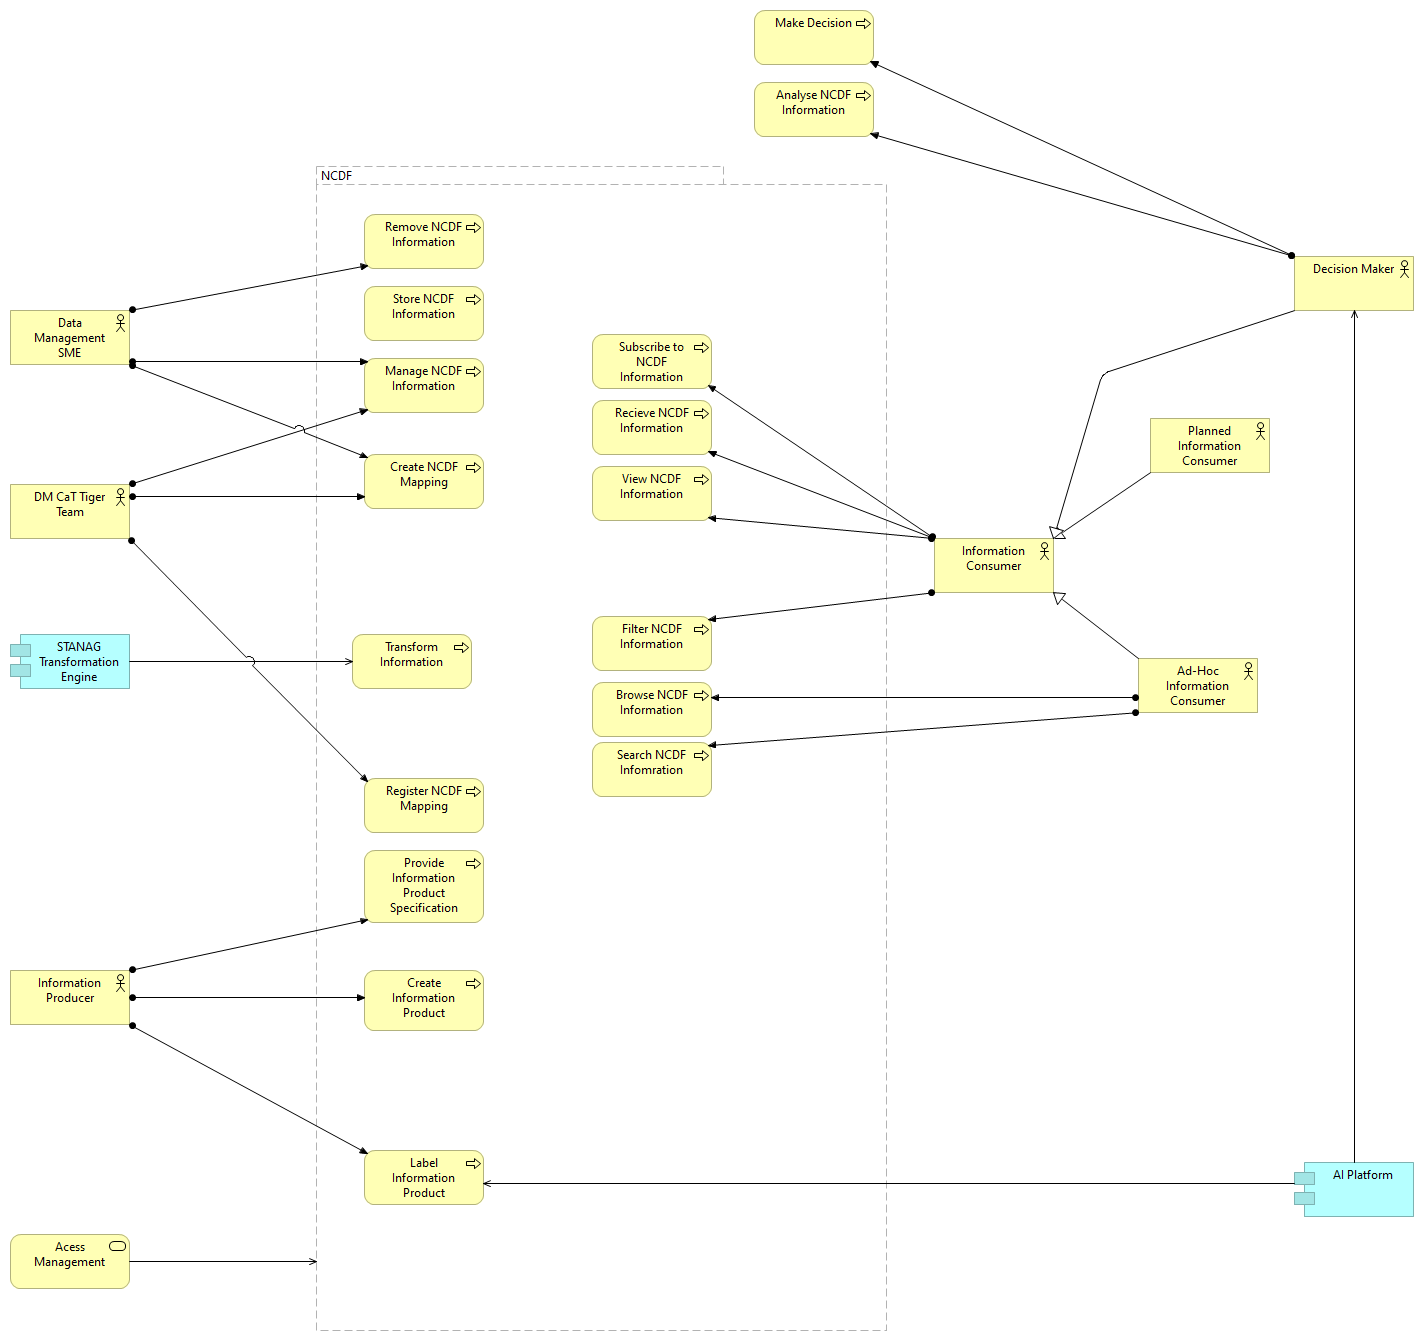 Make Decision
Analyse NCDF
Information
NCDF
Remove NCDF
Information
Decision Maker
Store NCDF
Information
Data
Management
SME
Subscribe to
NCDF
Information
Manage NCDF
Information
Recieve NCDF
Information
Planned
Information
Consumer
Create NCDF
Mapping
View NCDF
Information
DM CaT Tiger
Team
Information
Consumer
Filter NCDF
Information
STANAG
Transformation
Engine
Transform
Information
Ad-Hoc
Information
Consumer
Browse NCDF
Information
Search NCDF
Infomration
Register NCDF
Mapping
Provide
Information
Product
Specification
Information
Producer
Create
Information
Product
Label
Information
Product
AI Platform
Acess
Management